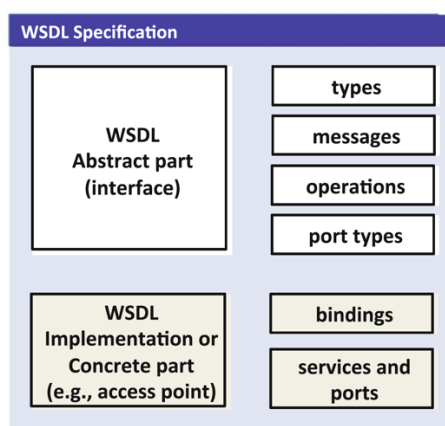 WSDL Specification
WSDL
Abstract part
(interface)
types
messages
operations
port types
WSDL
Implementation or
Concrete part
(e.g., access point)
bindings
services and
ports